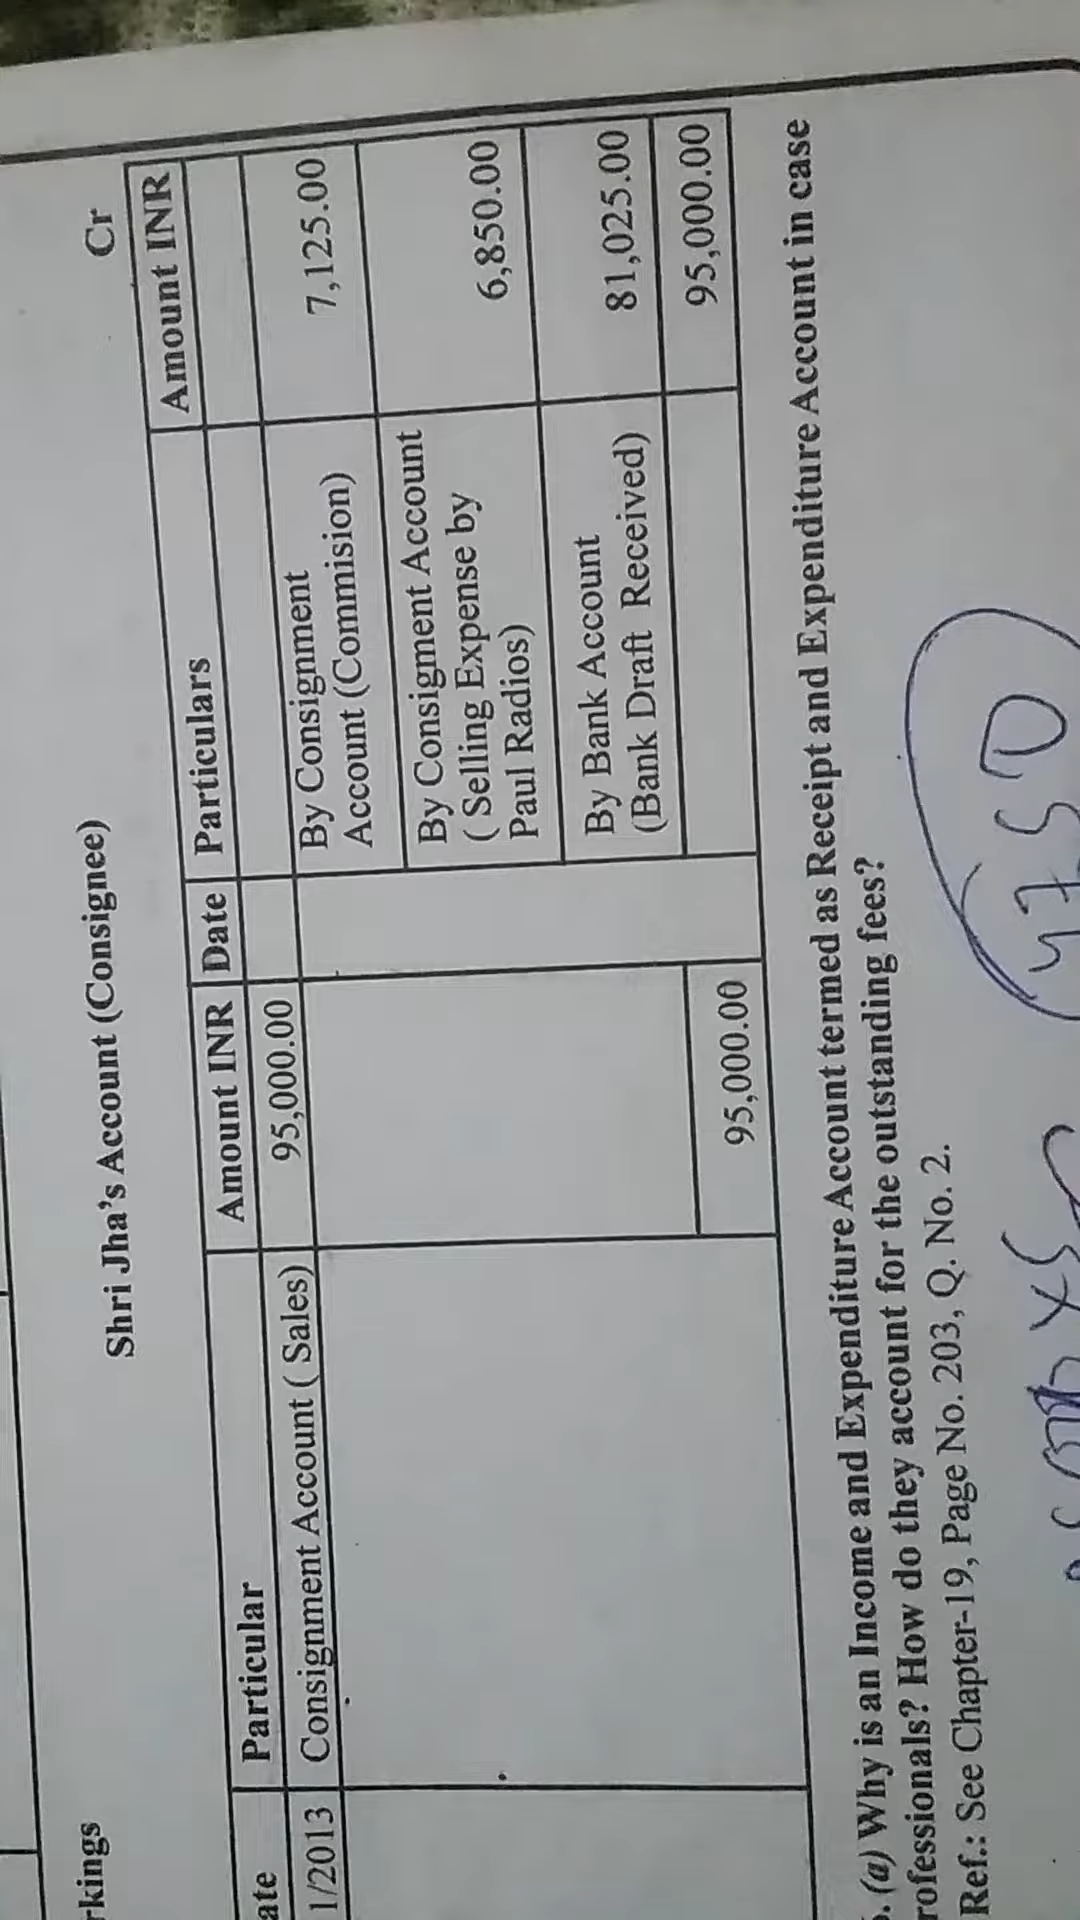 rkings
Shri Jha's Account (Consignee)
Cr
ate Particular Amount INR Date Particulars Amount INR
1/2013 Consignment Account ( Sales) 95,000.00
By Consignment
Account (Commision) 7,125.00
By Consigment Account
( Selling Expense by
Paul Radios) 6,850.00
By Bank Account
(Bank Draft Received) 81,025.00
95,000.00 95,000.00
. (a) Why is an Income and Expenditure Account termed as Receipt and Expenditure Account in case
rofessionals? How do they account for the outstanding fees?
Ref.: See Chapter-19, Page No. 203, Q. No. 2.